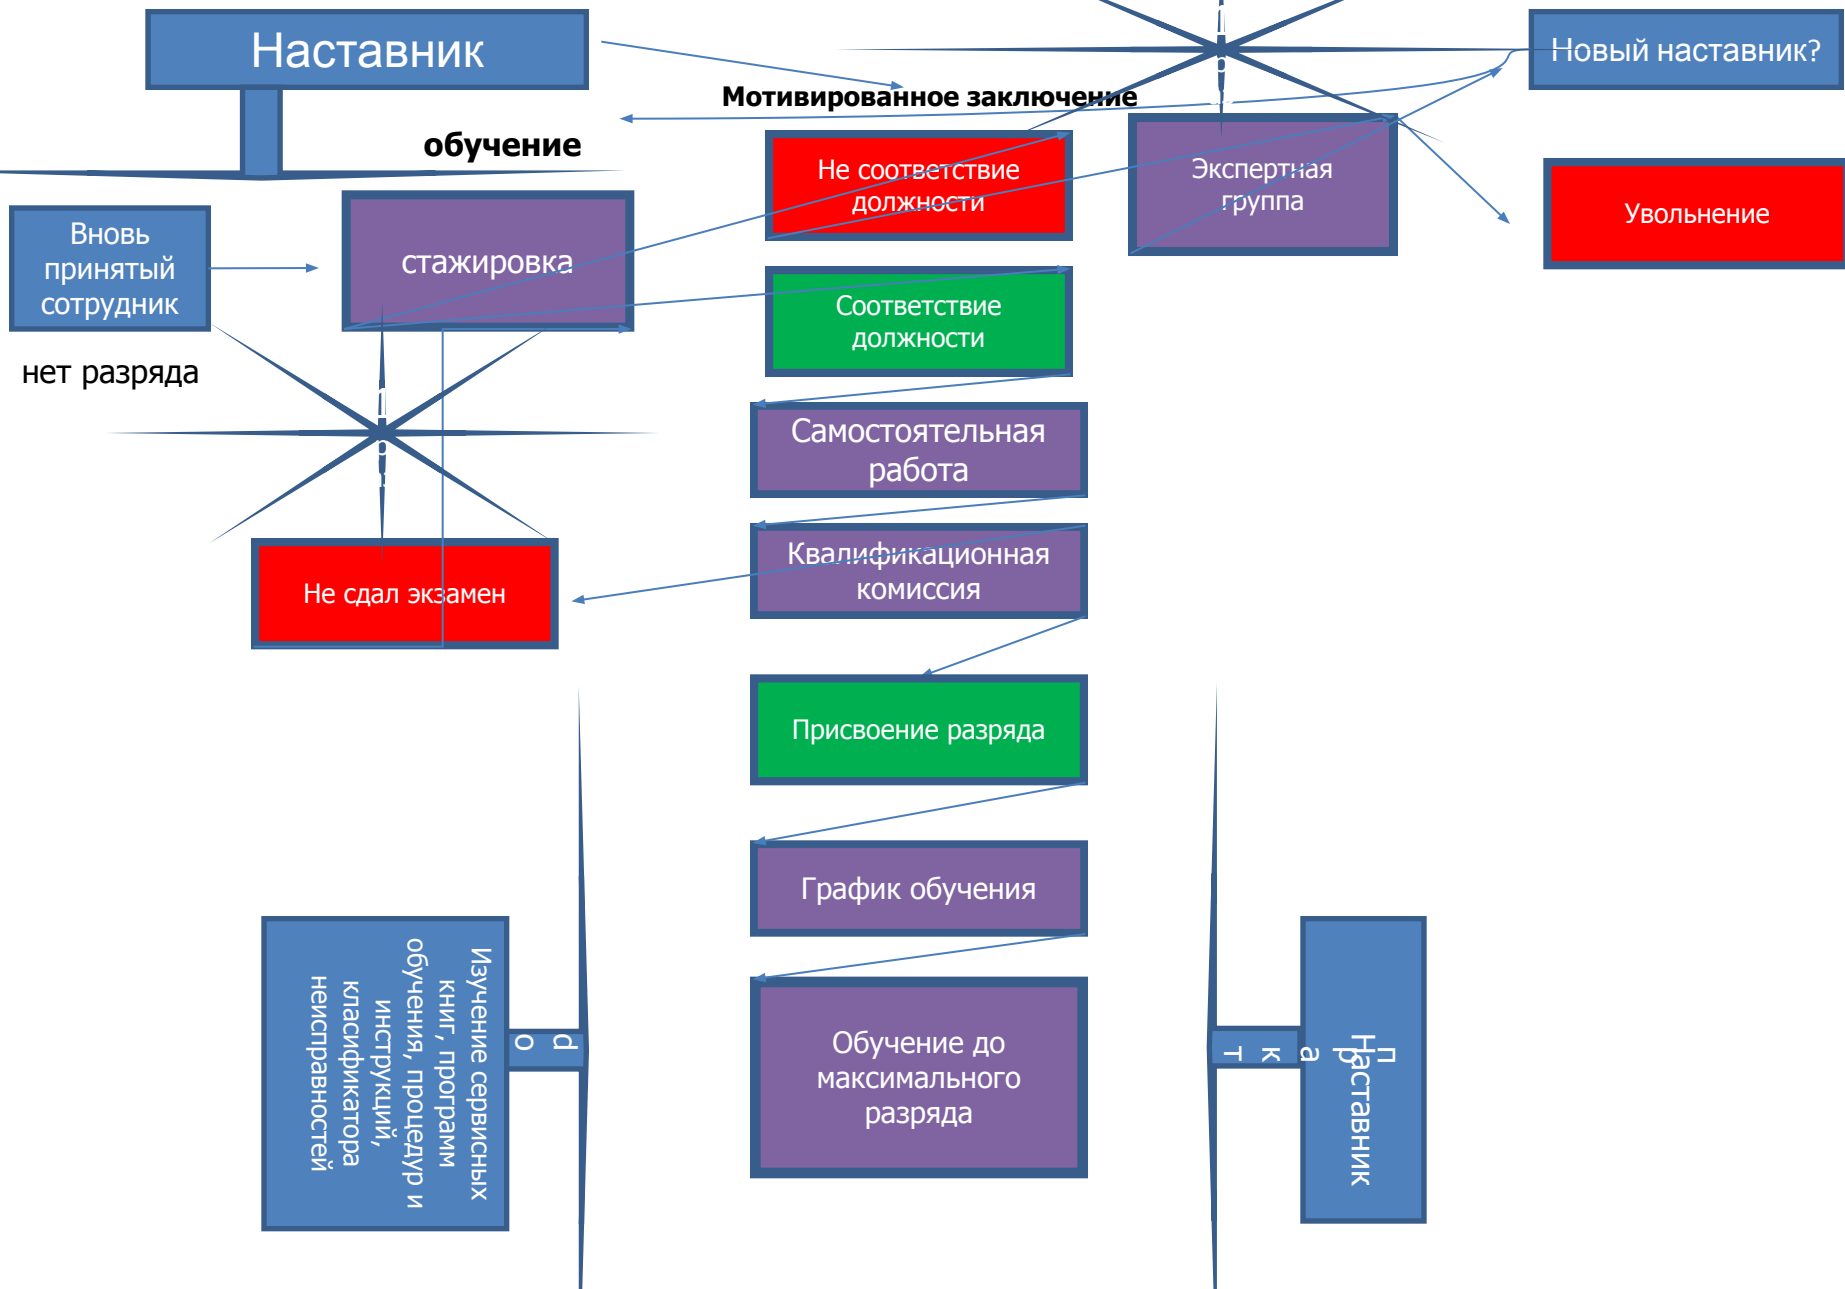 Наставник
Новый наставник?
Мотивированное заключение
обучение
Не соответствие
должности
Экспертная
группа
Увольнение
Вновь
принятый
сотрудник
стажировка
нет разряда
Соответствие
должности
Самостоятельная
работа
Квалификационная
комиссия
Не сдал экзамен
Присвоение разряда
График обучения
Изучение сервисных
книг, программ
обучения, процедур и
инструкций,
класификатора
неисправностей
Обучение до
максимального
разряда
Наставник